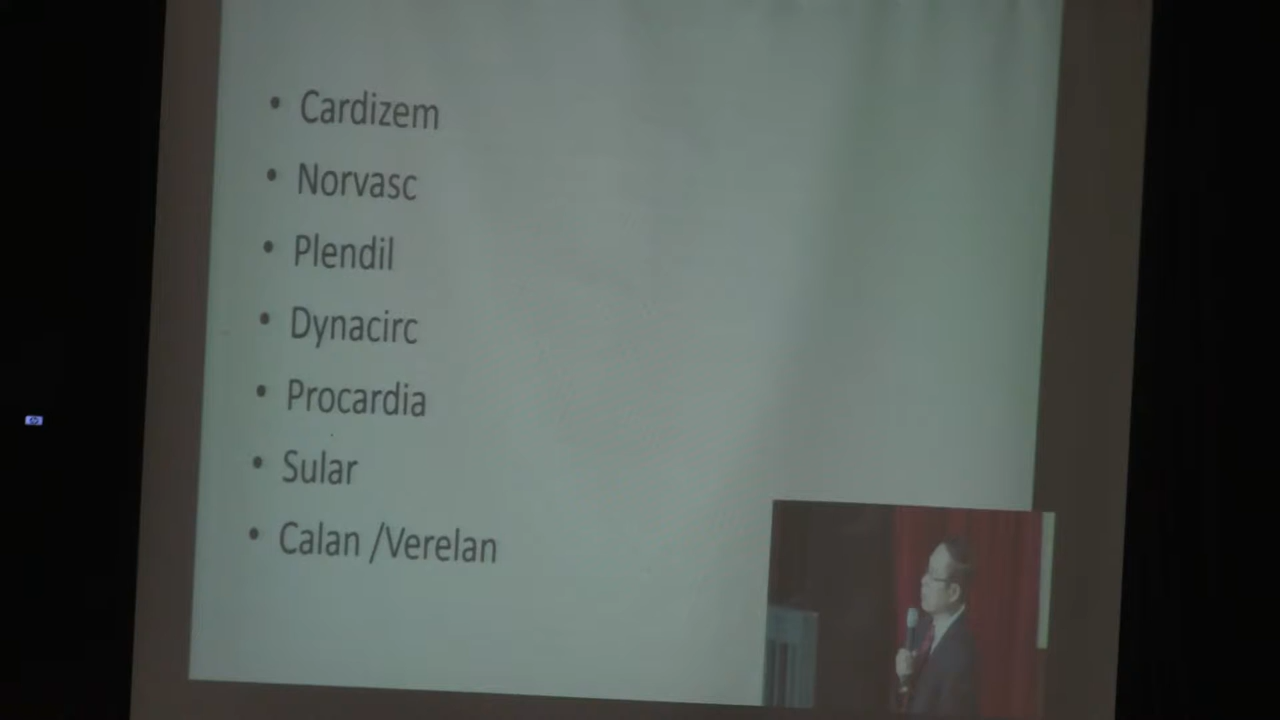 • Cardizem
• Norvasc
• Plendil
• Dynacirc
• Procardia
• Sular
• Calan /Verelan